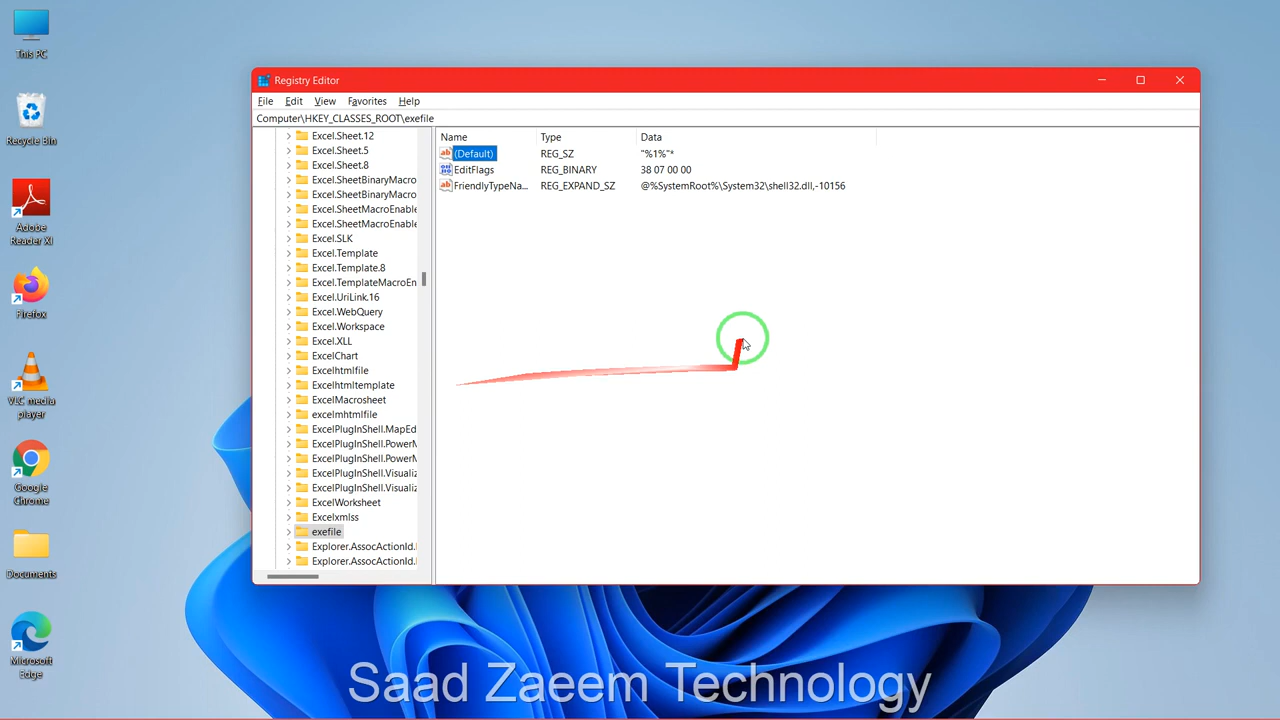 This PC
Recycle Bin
Adobe
Reader XI
Firefox
VLC media
player
Google
Chrome
Documents
Microsoft
Edge
Registry Editor
File Edit View Favorites Help
Computer\HKEY_CLASSES_ROOT\exefile
Excel.Sheet.12
Excel.Sheet.5
Excel.Sheet.8
Excel.SheetBinaryMacro
Excel.SheetBinaryMacro
Excel.SheetMacroEnable
Excel.SheetMacroEnable
Excel.SLK
Excel.Template
Excel.Template.8
Excel.TemplateMacroEn
Excel.UriLink.16
Excel.WebQuery
Excel.Workspace
Excel.XLL
ExcelChart
Excelhtmlfile
Excelhtmltemplate
ExcelMacrosheet
excelmhtmlfile
ExcelPlugInShell.MapEd
ExcelPlugInShell.PowerM
ExcelPlugInShell.PowerM
ExcelPlugInShell.Visualiz
ExcelPlugInShell.Visualiz
ExcelWorksheet
Excelxmlss
exefile
Explorer.AssocActionId.
Explorer.AssocActionId.
Name Type Data
(Default) REG_SZ "%1"%*
EditFlags REG_BINARY 38 07 00 00
FriendlyTypeNa... REG_EXPAND_SZ @%SystemRoot%\System32\shell32.dll,-10156
Saad Zaeem Technology